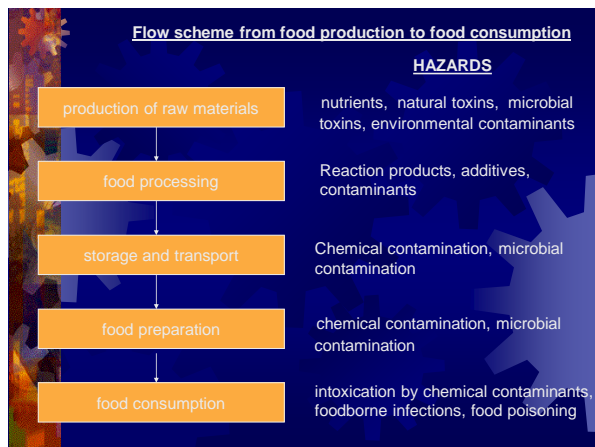 Flow scheme from food production to food consumption
HAZARDS
production of raw materials
nutrients, natural toxins, microbial
toxins, environmental contaminants
food processing
Reaction products, additives,
contaminants
storage and transport
Chemical contamination, microbial
contamination
food preparation
chemical contamination, microbial
contamination
food consumption
intoxication by chemical contaminants,
foodborne infections, food poisoning